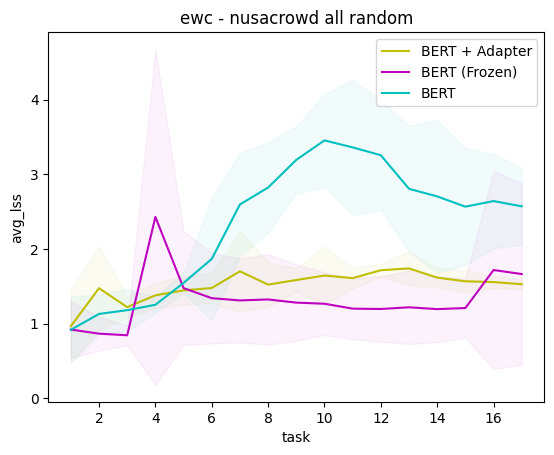 ewc - nusacrowd all random
BERT + Adapter
BERT (Frozen)
BERT
avg_lss
4
3
2
1
0
2 4 6 8 10 12 14 16
task